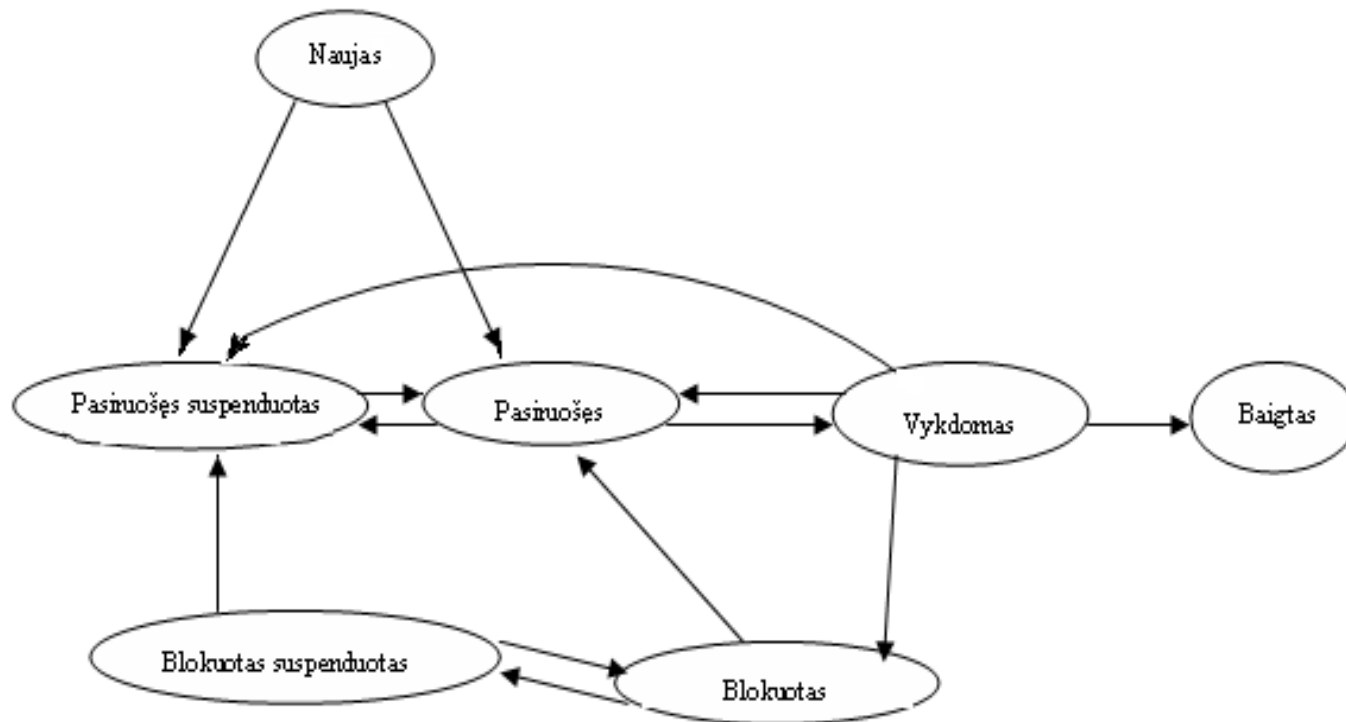 Naujas
Pasiruošęs suspenduotas
Pasiruošęs
Vykdomas
Baigtas
Blokuotas suspenduotas
Blokuotas